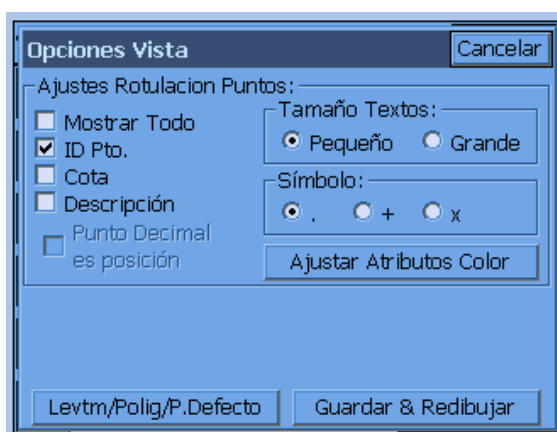 Opciones Vista
Cancelar
Ajustes Rotulacion Puntos:
Mostrar Todo
ID Pto.
Cota
Descripción
Punto Decimal
es posición
Tamaño Textos:
Pequeño Grande
Símbolo:
. + x
Ajustar Atributos Color
Levtm/Polig/P.Defecto
Guardar & Redibujar